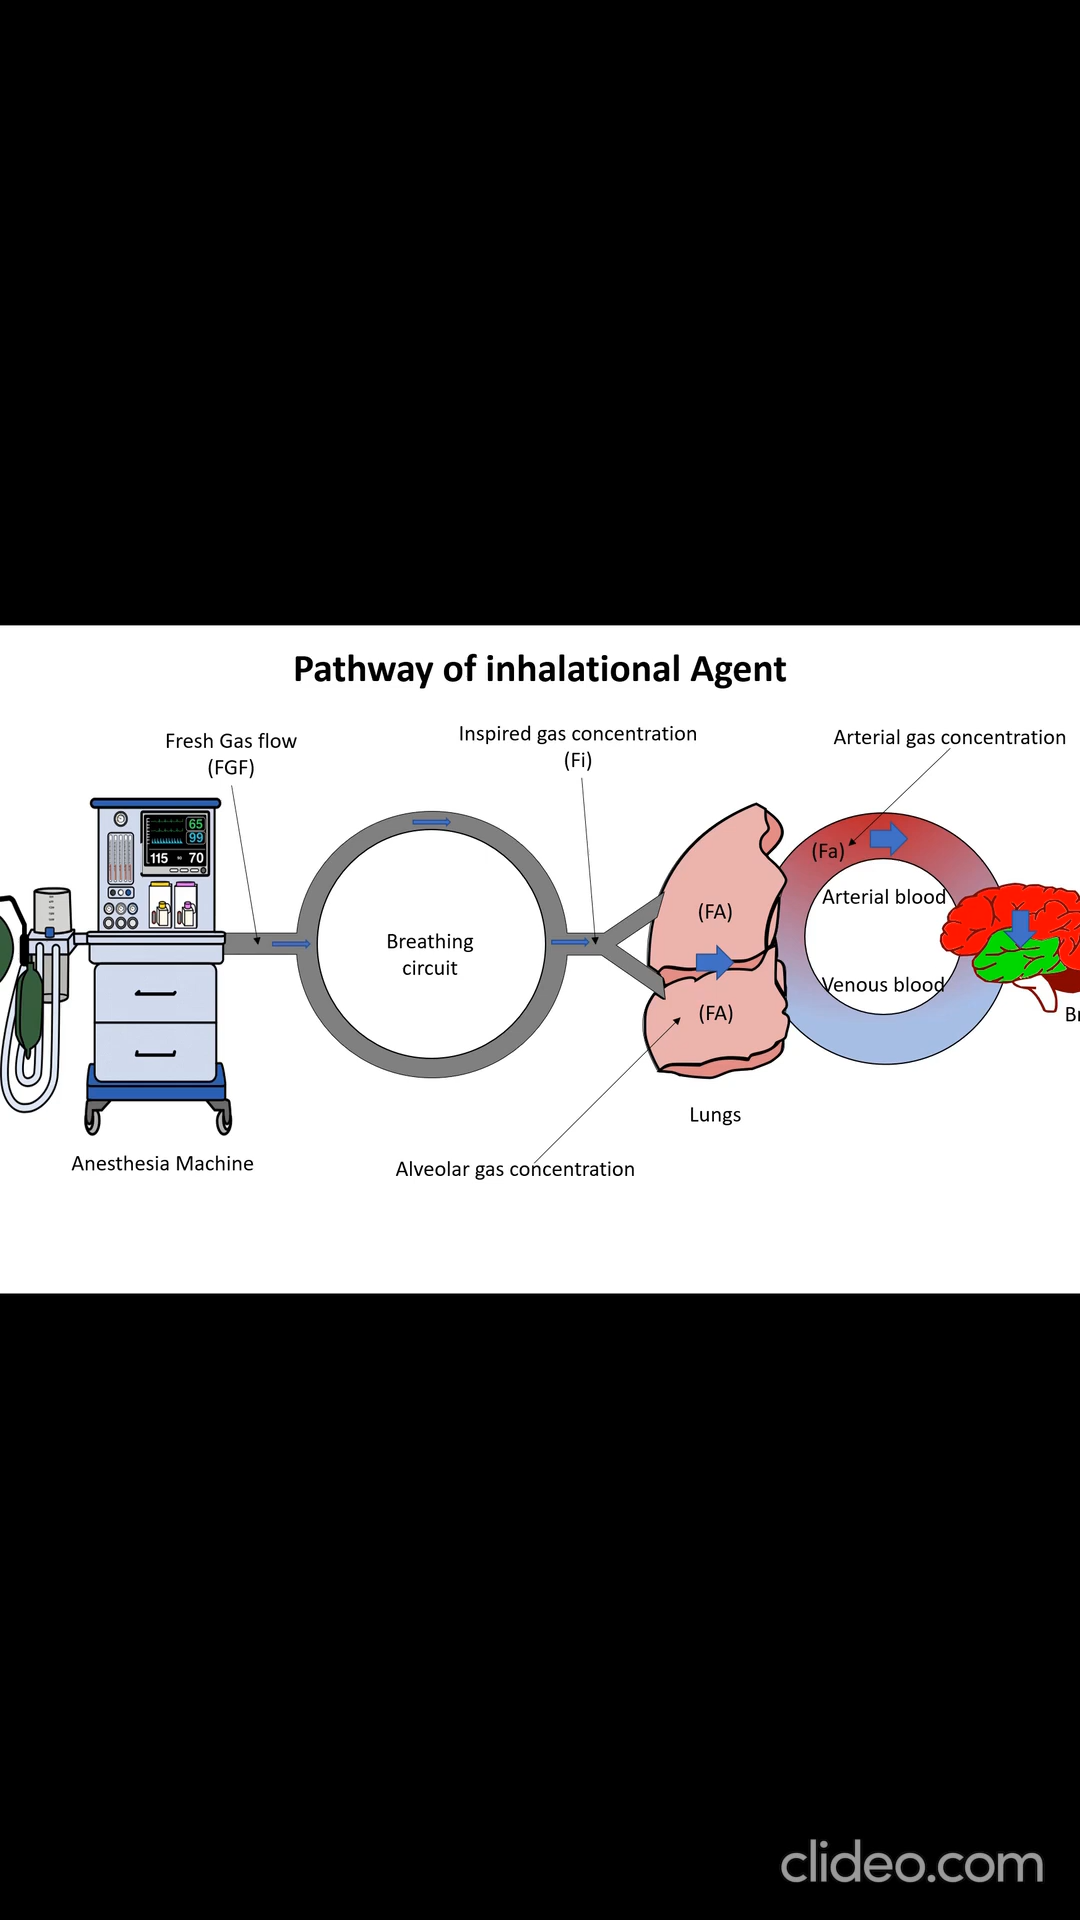 Pathway of inhalational Agent
Fresh Gas flow
(FGF)
Inspired gas concentration
(Fi)
Arterial gas concentration
65
99
115
70
(Fa)
(FA)
Arterial blood
Breathing
circuit
Venous blood
(FA)
Br
Lungs
Anesthesia Machine
Alveolar gas concentration
clideo.com